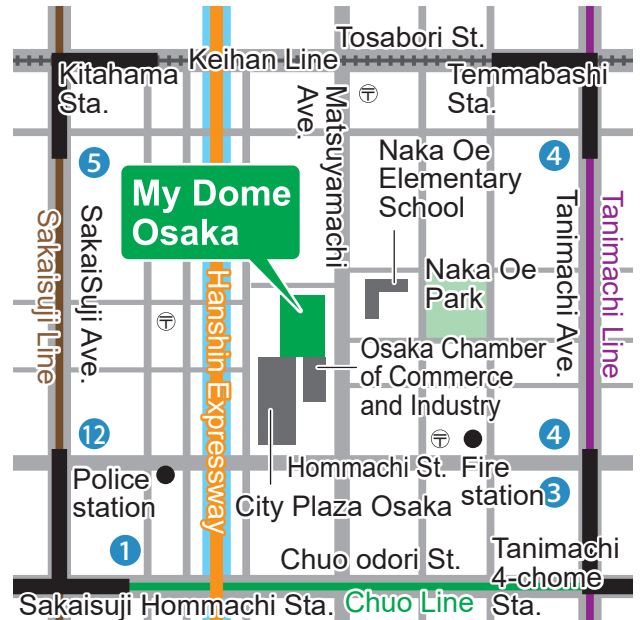 Tosabori St.
Keihan Line
Kitahama
Sta.
Temmabashi
Sta.
Matsuyamachi
Ave.
〒
5
4
Naka Oe
Elementary
School
My Dome
Osaka
Sakaisuji Line
SakaiSuji Ave.
Hanshin Expressway
Naka Oe
Park
Tanimachi Ave.
Tanimachi Line
〒
Osaka Chamber
of Commerce
and Industry
12
〒
4
Hommachi St.
Fire
station
3
Police
station
City Plaza Osaka
1
Chuo odori St.
Tanimachi
4-chome
Sta.
Sakaisuji Hommachi Sta.
Chuo Line